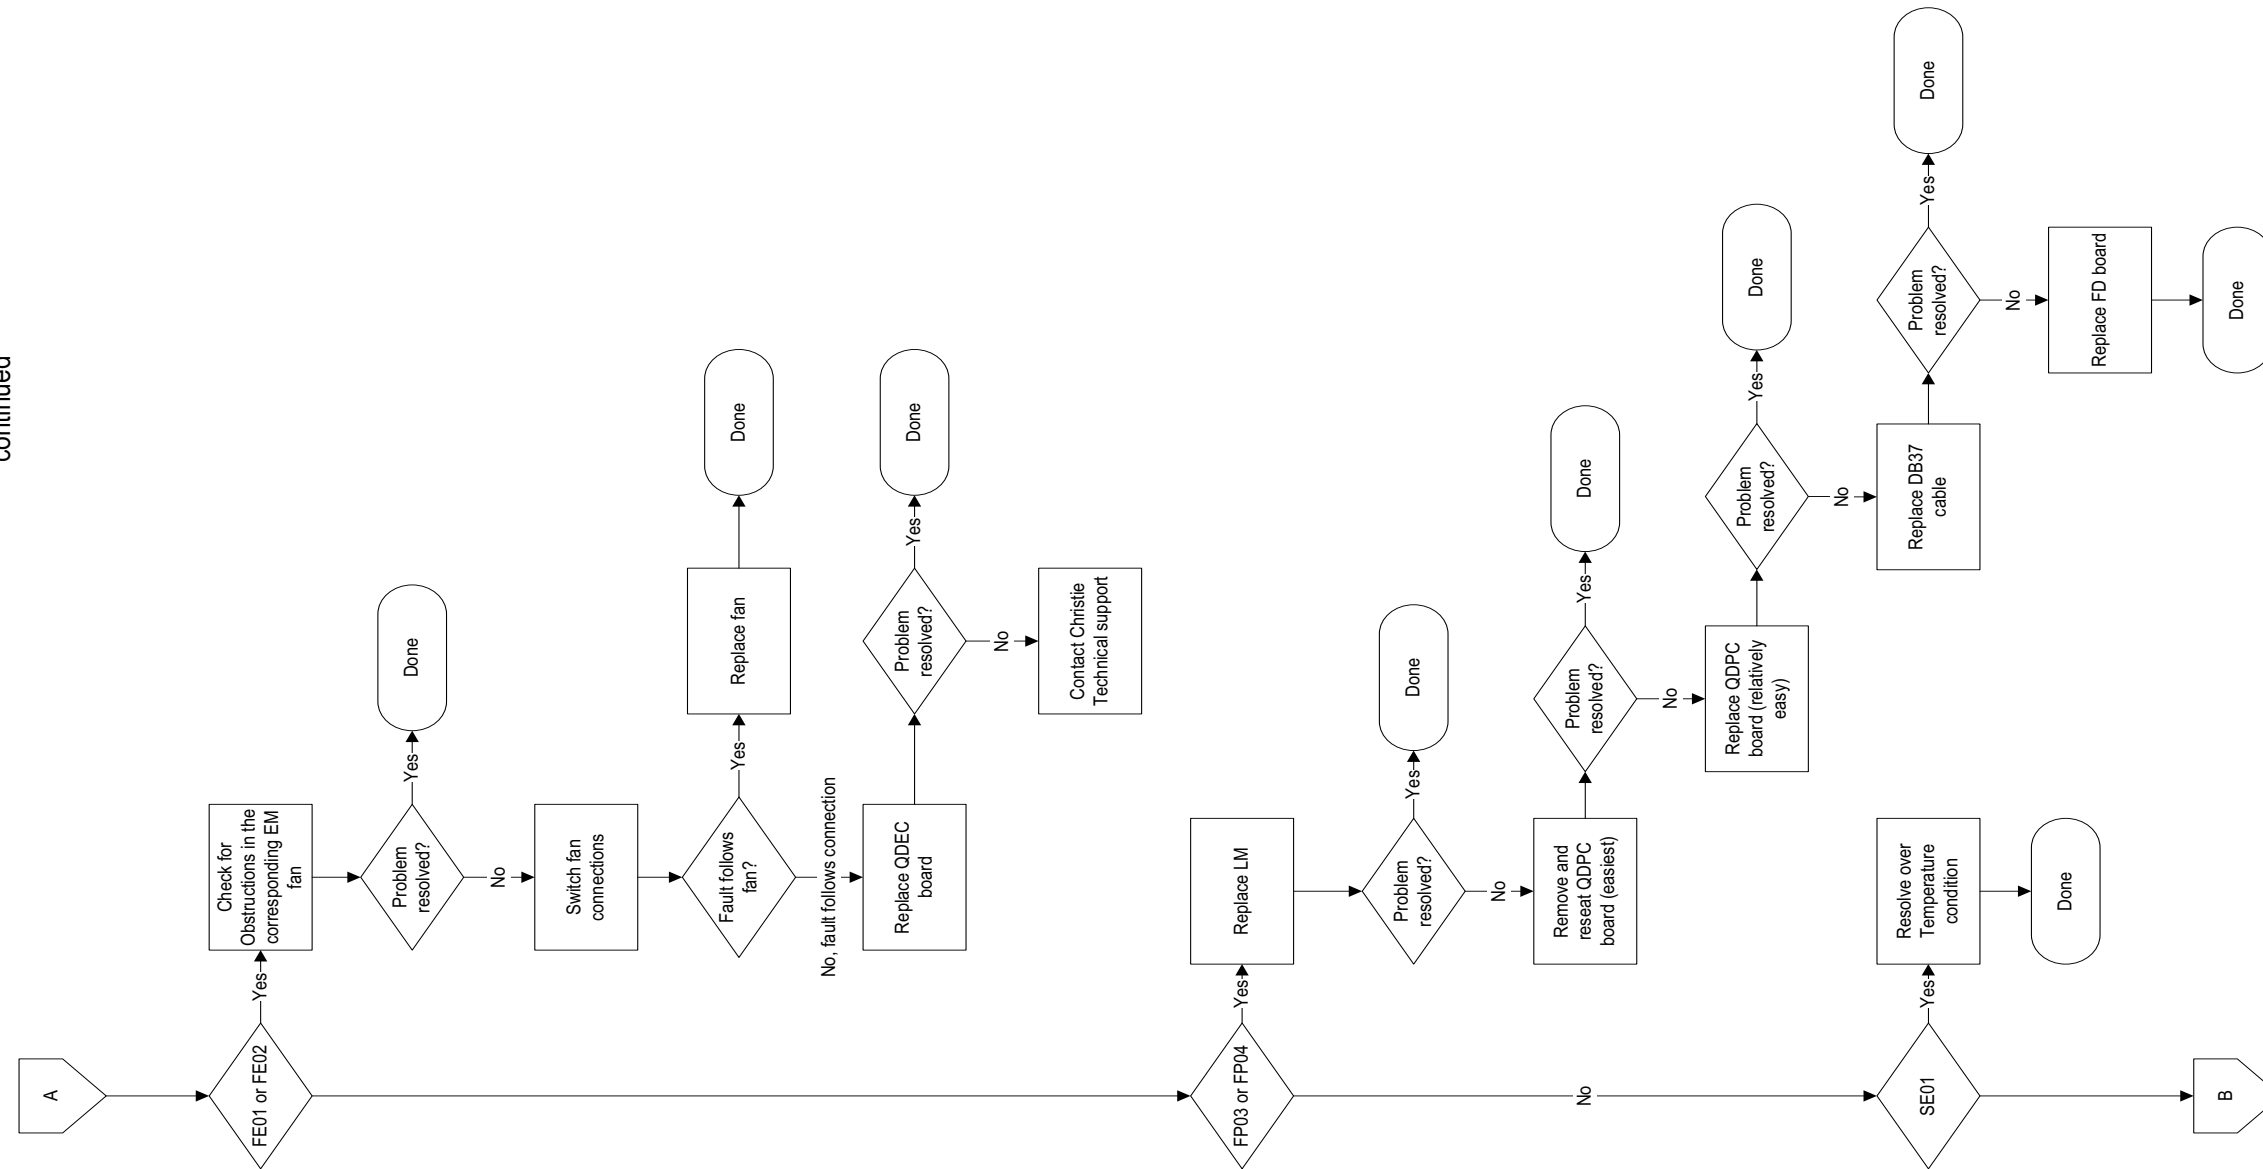 continued
A
FE01 or FE02
Yes
Check for
Obstructions in the
corresponding EM
fan
Problem
resolved?
Yes
Done
No
Switch fan
connections
Fault follows
fan?
Yes
Replace fan
Done
No, fault follows connection
Replace QDEC
board
Problem
resolved?
Yes
Done
No
Contact Christie
Technical support
FP03 or FP04
Yes
Replace LM
Problem
resolved?
Yes
Done
No
Remove and
reseat QDPC
board (easiest)
Problem
resolved?
Yes
Done
No
Replace QDPC
board (relatively
easy)
Problem
resolved?
Yes
Done
No
Replace DB37
cable
Problem
resolved?
Yes
Done
No
Replace FD board
Done
No
SE01
Yes
Resolve over
Temperature
condition
Done
B